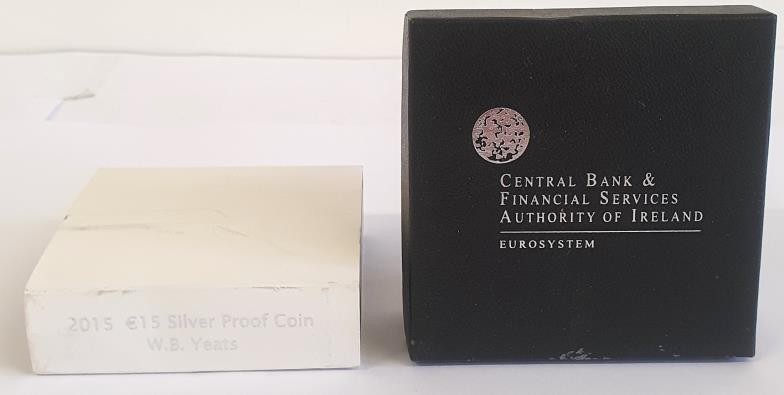 2015 €15 Silver Proof Coin
W.B. Yeats
CENTRAL BANK &
FINANCIAL SERVICES
AUTHORITY OF IRELAND
EUROSYSTEM